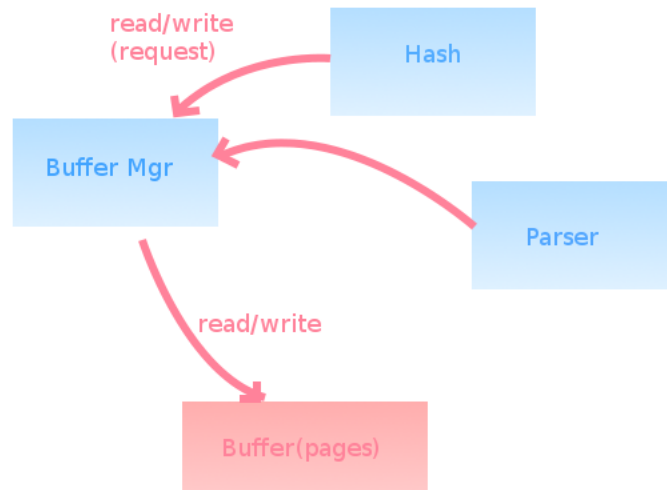 read/write
(request)
Hash
Buffer Mgr
Parser
read/write
Buffer(pages)